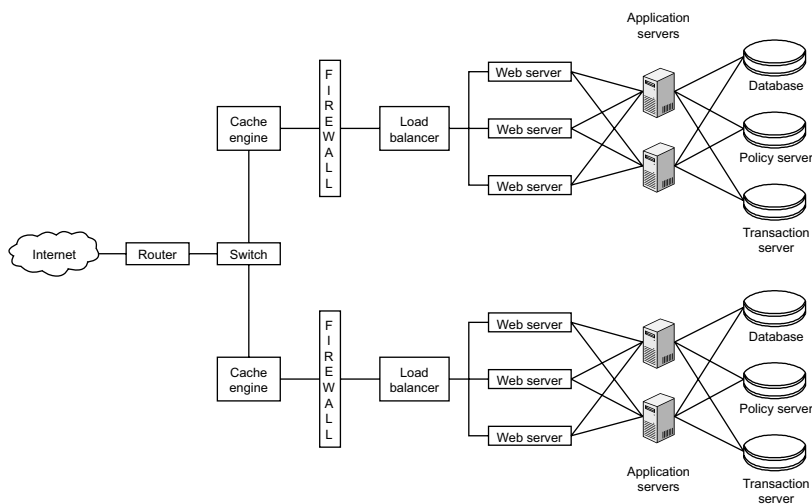 Application
servers
Web server
Database
Cache
engine
F
I
R
E
W
A
L
L
Load
balancer
Web server
Policy server
Web server
Transaction
server
Internet
Router
Switch
Web server
Database
Cache
engine
F
I
R
E
W
A
L
L
Load
balancer
Web server
Policy server
Web server
Application
servers
Transaction
server